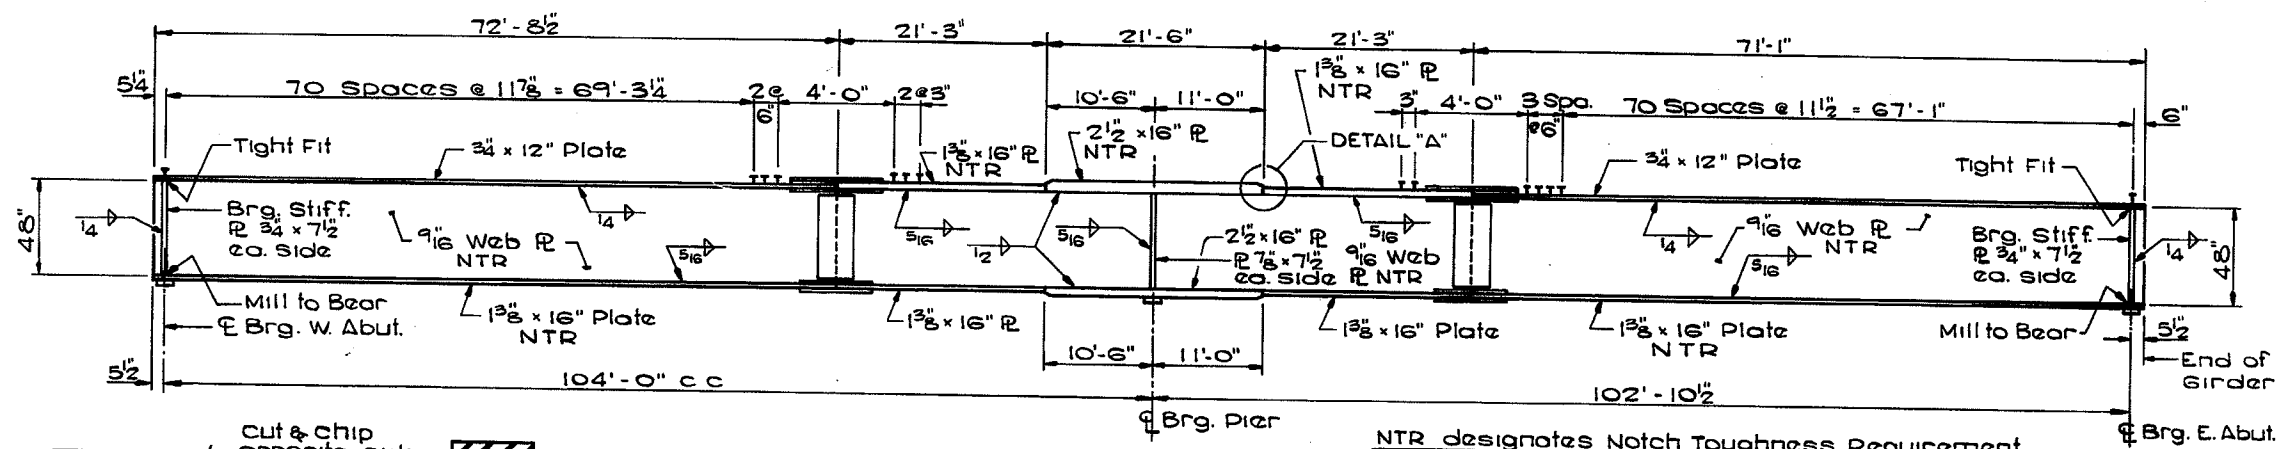 72'-8½" 21'-3" 21'-6" 21'-3" 71'-1"
5¼" 70 Spaces @ 11⅞" = 69'-3¼" 2@ 6" 4'-0" 2@3" 10'-6" 11'-0" 3" 4'-0" 3 Spa. @6" 70 Spaces @ 11½" = 67'-1" 6"
1⅜" x 16" PL
NTR
DETAIL "A"
2½" x 16" PL
NTR
1⅜" x 16" PL
NTR
Tight Fit
¾" x 12" Plate
¾" x 12" Plate
Tight Fit
48"
1/4
Brg. Stiff.
PL ¾" x 7½"
ea. side
9/16" Web PL
NTR
1/4
5/16
5/16
5/16
1/2
5/16
2½" x 16" PL
PL ⅞" x 7½"
ea. side
9/16" Web
PL NTR
5/16
1/4
9/16" Web PL
NTR
5/16
Brg. Stiff.
PL ¾" x 7½"
ea. side
1/4
48"
Mill to Bear
℄ Brg. W. Abut.
1⅜" x 16" Plate
NTR
1⅜" x 16" PL
1⅜" x 16" Plate
1⅜" x 16" Plate
NTR
Mill to Bear
5½"
End of
Girder
10'-6" 11'-0"
5½" 104'-0" C C 102'-10½"
℄ Brg. Pier
℄ Brg. E. Abut.
cut & chip
NTR designates Notch Toughness Requirement